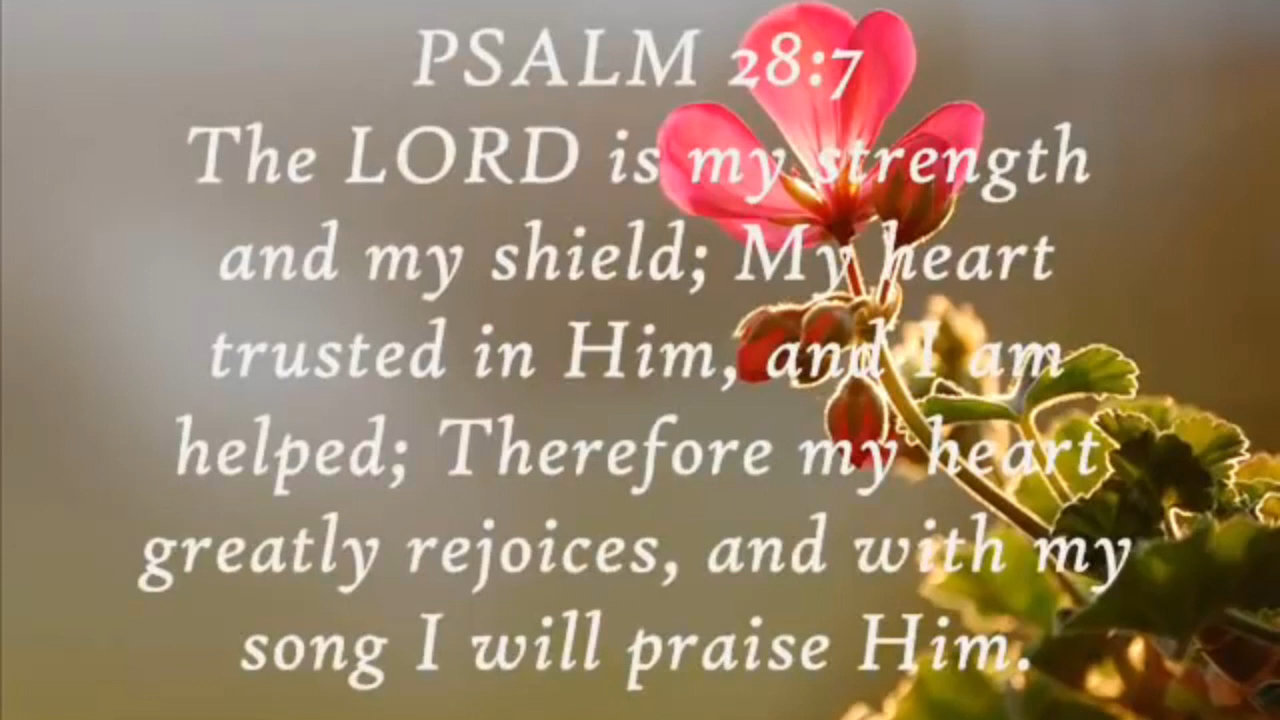 PSALM 28:7
The LORD is my strength
and my shield; My heart
trusted in Him, and I am
helped; Therefore my heart
greatly rejoices, and with my
song I will praise Him.